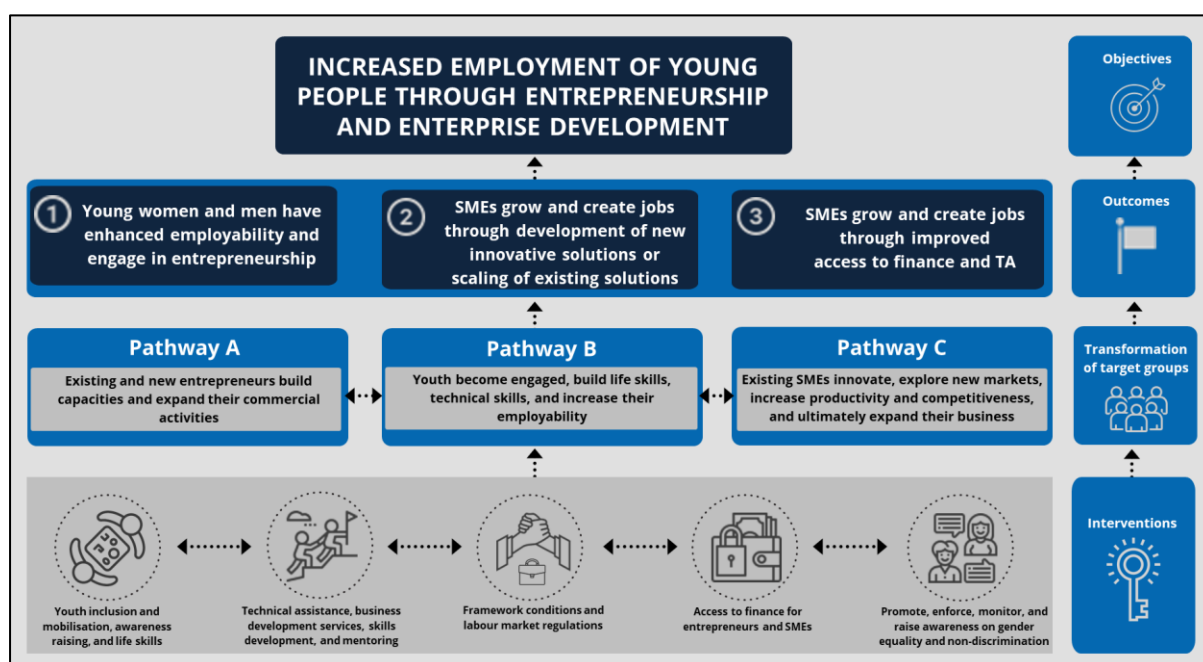 INCREASED EMPLOYMENT OF YOUNG
PEOPLE THROUGH ENTREPRENEURSHIP
AND ENTERPRISE DEVELOPMENT
Objectives
1
Young women and men have
enhanced employability and
engage in entrepreneurship
2
SMEs grow and create jobs
through development of new
innovative solutions or
scaling of existing solutions
3
SMEs grow and create jobs
through improved
access to finance and TA
Outcomes
Pathway A
Existing and new entrepreneurs build
capacities and expand their commercial
activities
Pathway B
Youth become engaged, build life skills,
technical skills, and increase their
employability
Pathway C
Existing SMEs innovate, explore new markets,
increase productivity and competitiveness,
and ultimately expand their business
Transformation
of target groups
Youth inclusion and
mobilisation, awareness
raising, and life skills
Technical assistance, business
development services, skills
development, and mentoring
Framework conditions and
labour market regulations
Access to finance for
entrepreneurs and SMEs
Promote, enforce, monitor, and
raise awareness on gender
equality and non-discrimination
Interventions